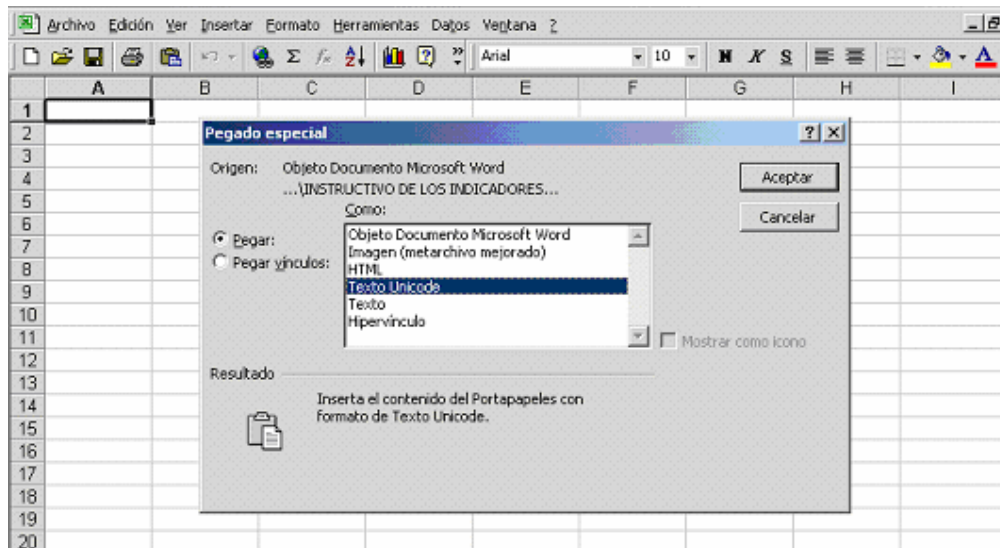 Archivo Edición Ver Insertar Formato Herramientas Datos Ventana ?
Arial 10 N K S
A B C D E F G H I
1
2
3
4
5
6
7
8
9
10
11
12
13
14
15
16
17
18
19
20
Pegado especial
Origen: Objeto Documento Microsoft Word
...\INSTRUCTIVO DE LOS INDICADORES...
Como:
Pegar:
Pegar vínculos:
Objeto Documento Microsoft Word
Imagen (metarchivo mejorado)
HTML
Texto Unicode
Texto
Hipervínculo
Aceptar
Cancelar
Mostrar como icono
Resultado
Inserta el contenido del Portapapeles con
formato de Texto Unicode.